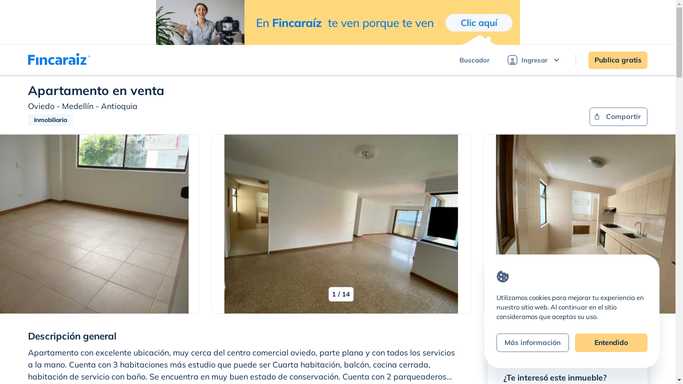 En Fincaraíz te ven porque te ven
Clic aquí
Fincaraíz
Buscador
Ingresar
Publica gratis
Apartamento en venta
Oviedo - Medellín - Antioquia
Inmobiliaria
Compartir
1 / 14
Descripción general
Apartamento con excelente ubicación, muy cerca del centro comercial oviedo, parte plana y con todos los servicios
a la mano. Cuenta con 3 habitaciones más estudio que puede ser Cuarta habitación, balcón, cocina cerrada,
habitación de servicio con baño. Se encuentra en muy buen estado de conservación. Cuenta con 2 parqueaderos...
Utilizamos cookies para mejorar tu experiencia en
nuestro sitio web. Al continuar en el sitio
consideramos que aceptas su uso.
Más información
Entendido
¿Te interesó este inmueble?